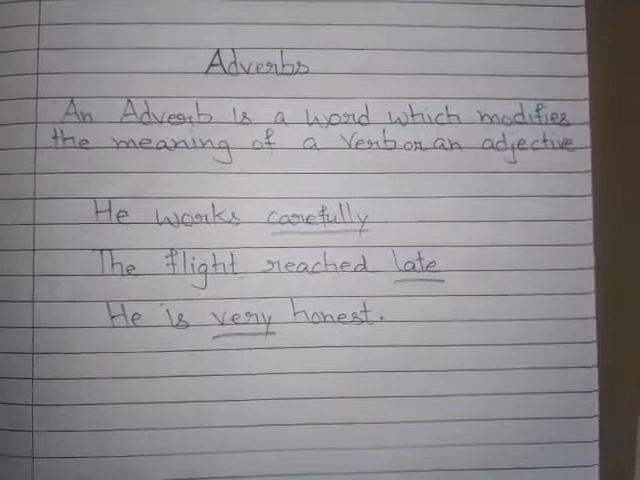 Adverbs
An Adverb is a word which modifies
the meaning of a Verb or an adjective
He works carefully
The flight reached late
He is very honest.